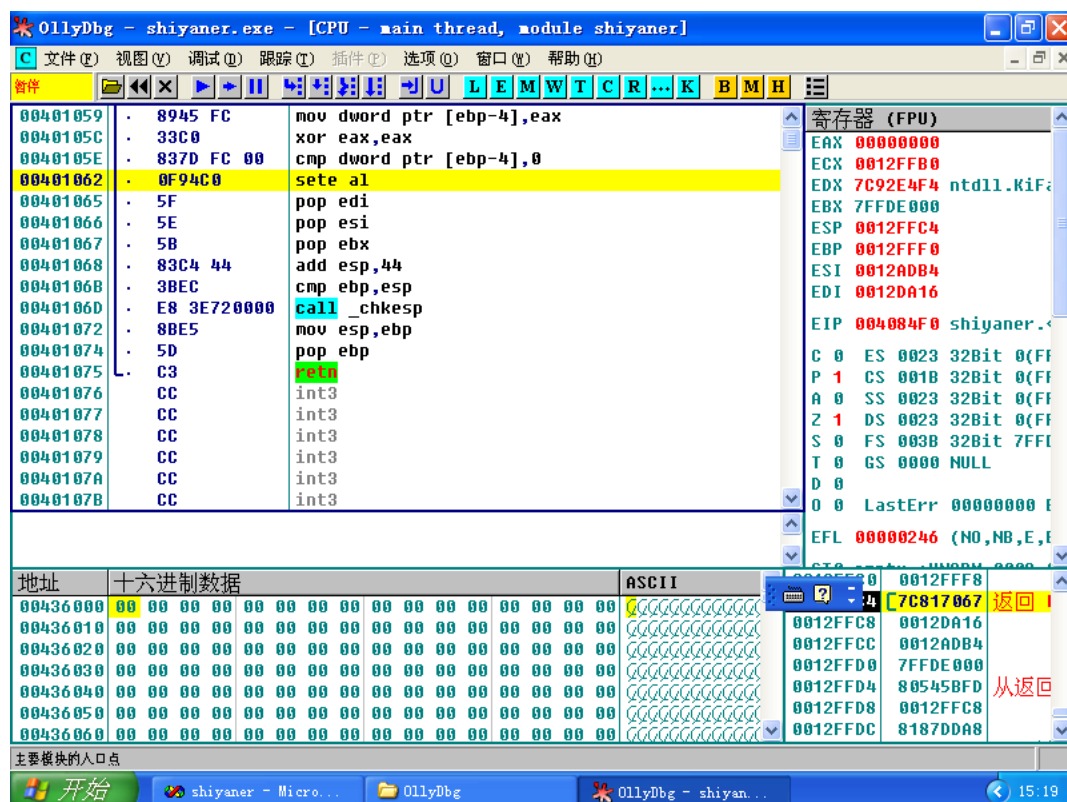 OllyDbg - shiyaner.exe - [CPU - main thread, module shiyaner]
C 文件(F) 视图(V) 调试(D) 跟踪(T) 插件(P) 选项(O) 窗口(W) 帮助(H)
暂停 L E M W T C R ... K B M H
00401059 . 8945 FC mov dword ptr [ebp-4],eax
0040105C . 33C0 xor eax,eax
0040105E . 837D FC 00 cmp dword ptr [ebp-4],0
00401062 . 0F94C0 sete al
00401065 . 5F pop edi
00401066 . 5E pop esi
00401067 . 5B pop ebx
00401068 . 83C4 44 add esp,44
0040106B . 3BEC cmp ebp,esp
0040106D . E8 3E720000 call _chkesp
00401072 . 8BE5 mov esp,ebp
00401074 . 5D pop ebp
00401075 . C3 retn
00401076 CC int3
00401077 CC int3
00401078 CC int3
00401079 CC int3
0040107A CC int3
0040107B CC int3
寄存器 (FPU)
EAX 00000000
ECX 0012FFB0
EDX 7C92E4F4 ntdll.KiFa
EBX 7FFDE000
ESP 0012FFC4
EBP 0012FFF0
ESI 0012ADB4
EDI 0012DA16
EIP 004084F0 shiyaner.<
C 0 ES 0023 32Bit 0(FF
P 1 CS 001B 32Bit 0(FF
A 0 SS 0023 32Bit 0(FF
Z 1 DS 0023 32Bit 0(FF
S 0 FS 003B 32Bit 7FFD
T 0 GS 0000 NULL
D 0
O 0 LastErr 00000000 E
EFL 00000246 (NO,NB,E,B
地址 十六进制数据 ASCII
00436000 00 00 00 00 00 00 00 00 00 00 00 00 00 00 00 00
00436010 00 00 00 00 00 00 00 00 00 00 00 00 00 00 00 00
00436020 00 00 00 00 00 00 00 00 00 00 00 00 00 00 00 00
00436030 00 00 00 00 00 00 00 00 00 00 00 00 00 00 00 00
00436040 00 00 00 00 00 00 00 00 00 00 00 00 00 00 00 00
00436050 00 00 00 00 00 00 00 00 00 00 00 00 00 00 00 00
00436060 00 00 00 00 00 00 00 00 00 00 00 00 00 00 00 00
0012FFF8
7C817067 返回
0012FFC8 0012DA16
0012FFCC 0012ADB4
0012FFD0 7FFDE000
0012FFD4 80545BFD 从返回
0012FFD8 0012FFC8
0012FFDC 8187DDA8
主要模块的入口点
开始 shiyaner - Micro... OllyDbg OllyDbg - shiyan... 15:19